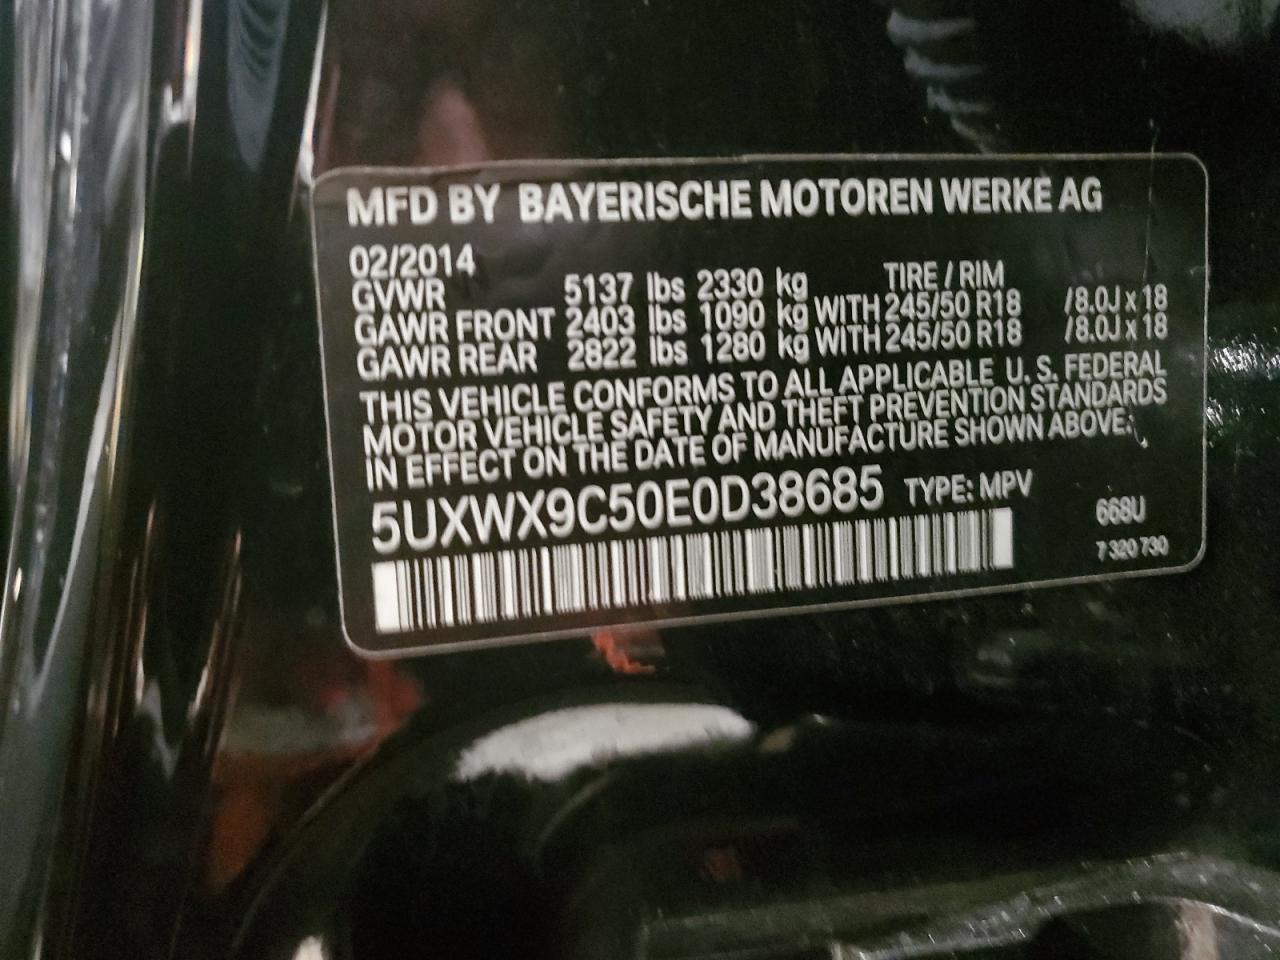 MFD BY BAYERISCHE MOTOREN WERKE AG
02/2014
GVWR 5137 lbs 2330 kg TIRE / RIM
GAWR FRONT 2403 lbs 1090 kg WITH 245/50 R18 /8.0J x 18
GAWR REAR 2822 lbs 1280 kg WITH 245/50 R18 /8.0J x 18
THIS VEHICLE CONFORMS TO ALL APPLICABLE U.S. FEDERAL
MOTOR VEHICLE SAFETY AND THEFT PREVENTION STANDARDS
IN EFFECT ON THE DATE OF MANUFACTURE SHOWN ABOVE.
5UXWX9C50E0D38685 TYPE: MPV
668U
7 320 730